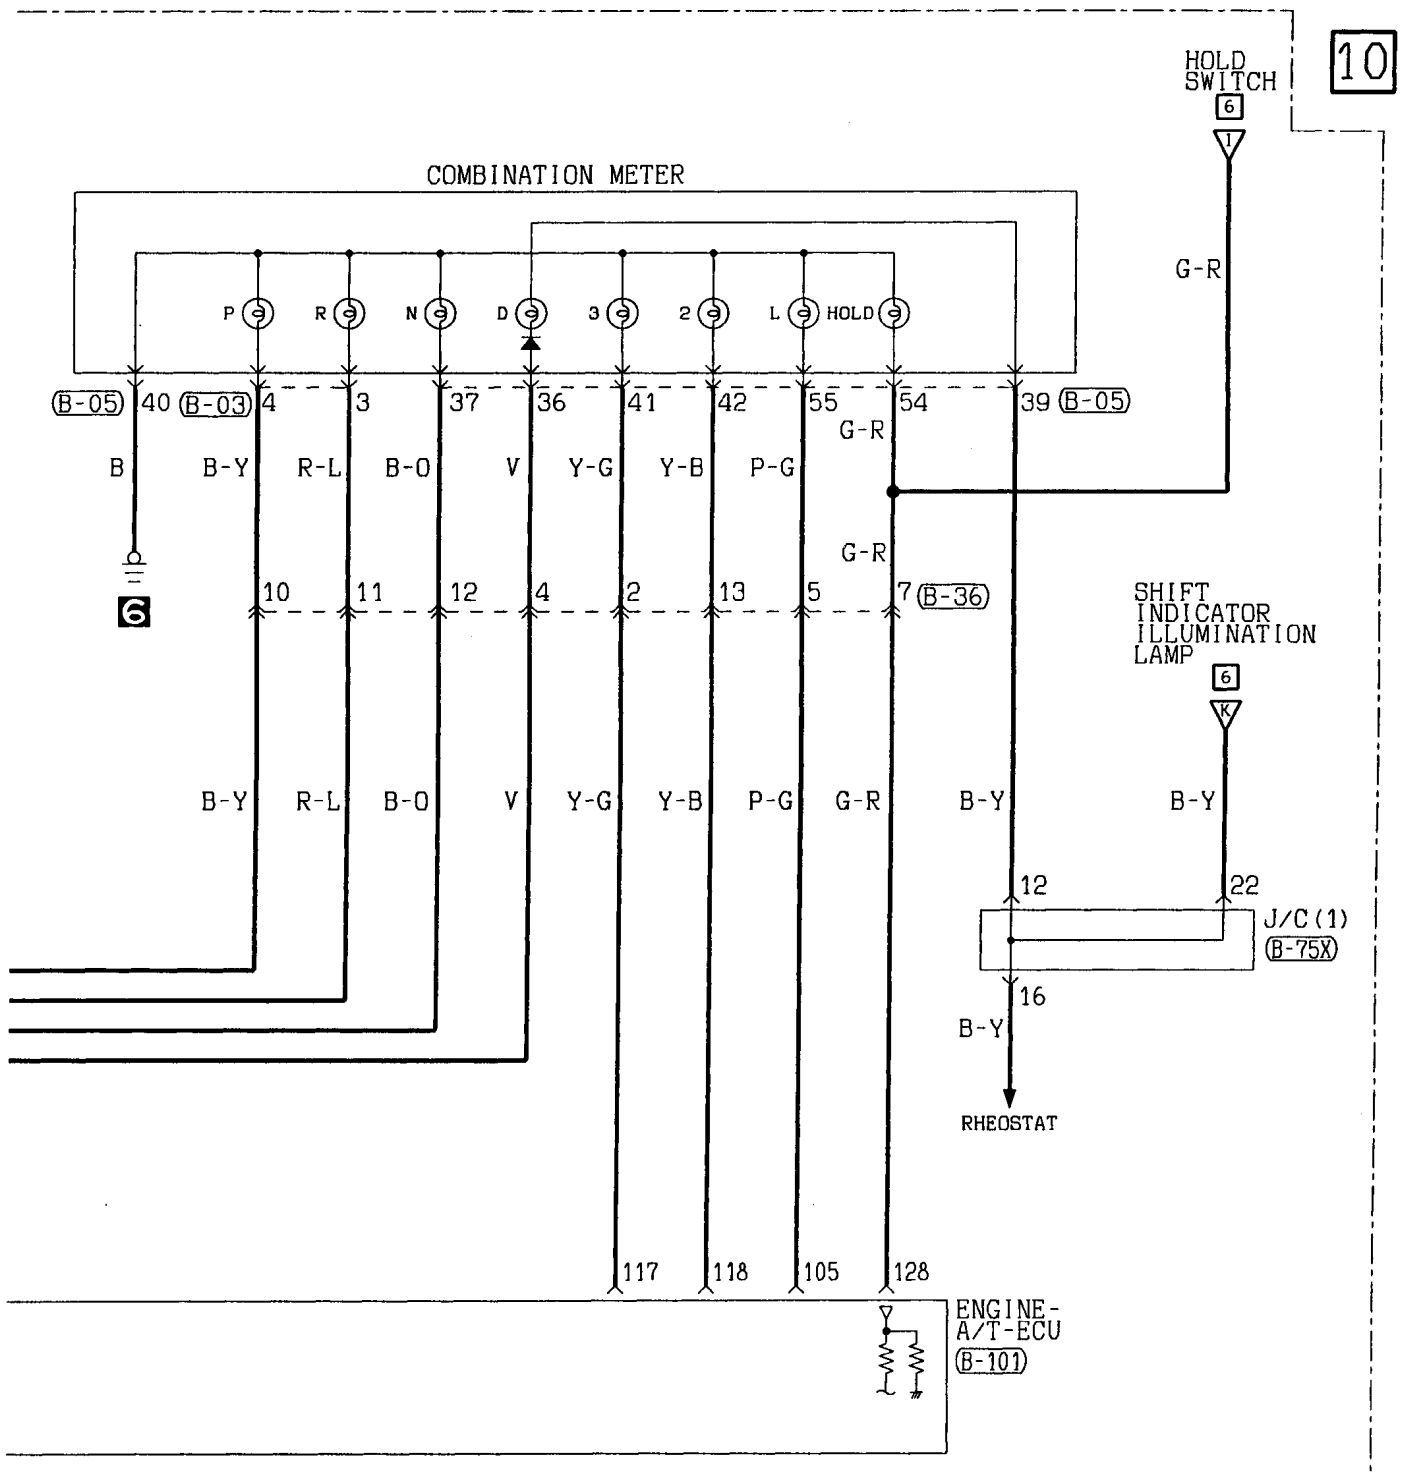 10
HOLD
SWITCH
6
I
COMBINATION METER
G-R
P R N D 3 2 L HOLD
B-05 40 B-03 4 3 37 36 41 42 55 54 39 B-05
G-R
B B-Y R-L B-O V Y-G Y-B P-G
G-R
10 11 12 4 2 13 5 7 B-36
6
SHIFT
INDICATOR
ILLUMINATION
LAMP
6
K
B-Y R-L B-O V Y-G Y-B P-G G-R B-Y B-Y
12 22
J/C(1)
B-75X
16
B-Y
RHEOSTAT
117 118 105 128
ENGINE-
A/T-ECU
B-101